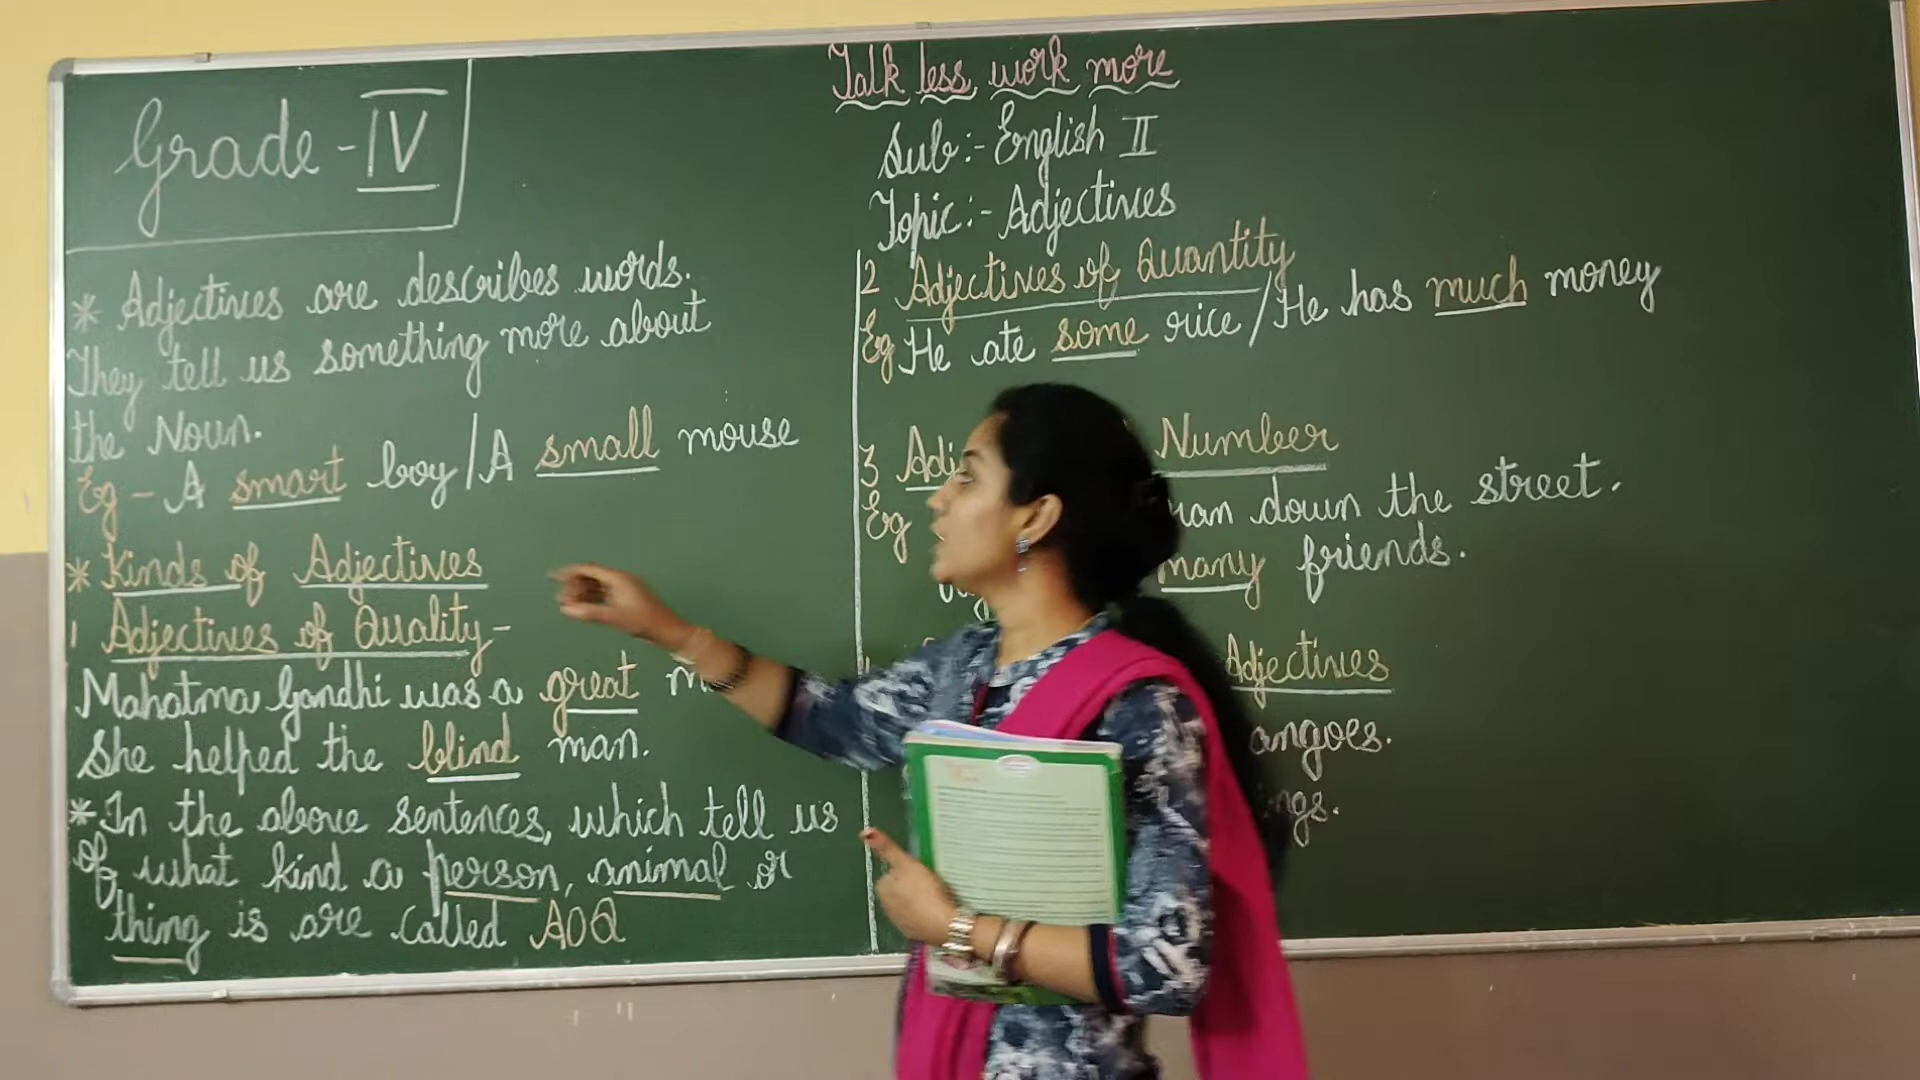 Talk less work more
Grade - IV
Sub:- English II
Topic:- Adjectives
* Adjectives are describes words.
They tell us something more about
the Noun.
Eg - A smart boy / A small mouse
* Kinds of Adjectives
1 Adjectives of Quality -
Mahatma Gandhi was a great
She helped the blind man.
* In the above sentences, which tell us
of what kind a person, animal or
thing is are called AOQ
2 Adjectives of Quantity
Eg He ate some rice / He has much money
3 Adj Number
Eg down the street.
many friends.
Adjectives